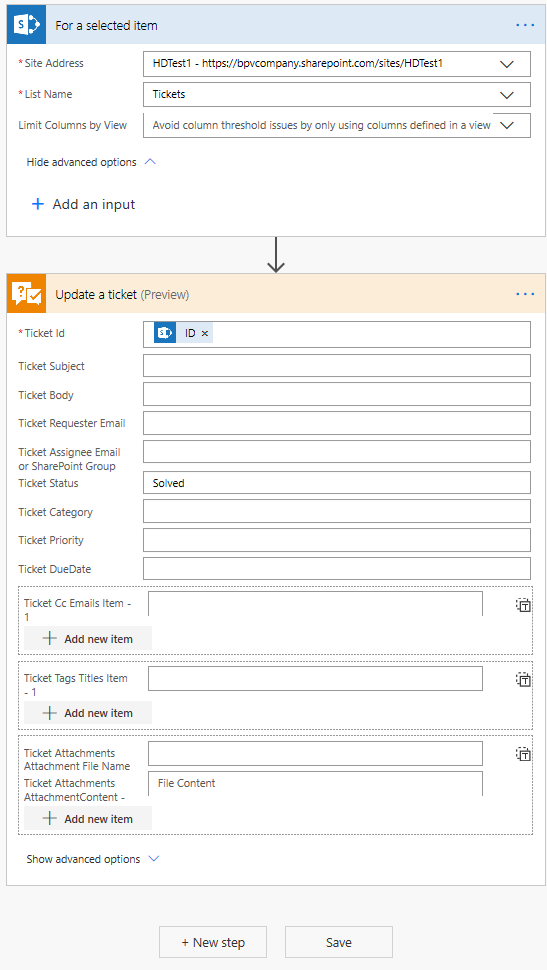 For a selected item
* Site Address
HDTest1 - https://bpvcompany.sharepoint.com/sites/HDTest1
* List Name
Tickets
Limit Columns by View
Avoid column threshold issues by only using columns defined in a view
Hide advanced options
+ Add an input
Update a ticket (Preview)
* Ticket Id
ID ×
Ticket Subject
Ticket Body
Ticket Requester Email
Ticket Assignee Email
or SharePoint Group
Ticket Status
Solved
Ticket Category
Ticket Priority
Ticket DueDate
Ticket Cc Emails Item -
1
+ Add new item
Ticket Tags Titles Item
- 1
+ Add new item
Ticket Attachments
Attachment File Name
Ticket Attachments
AttachmentContent -
File Content
+ Add new item
Show advanced options
+ New step
Save